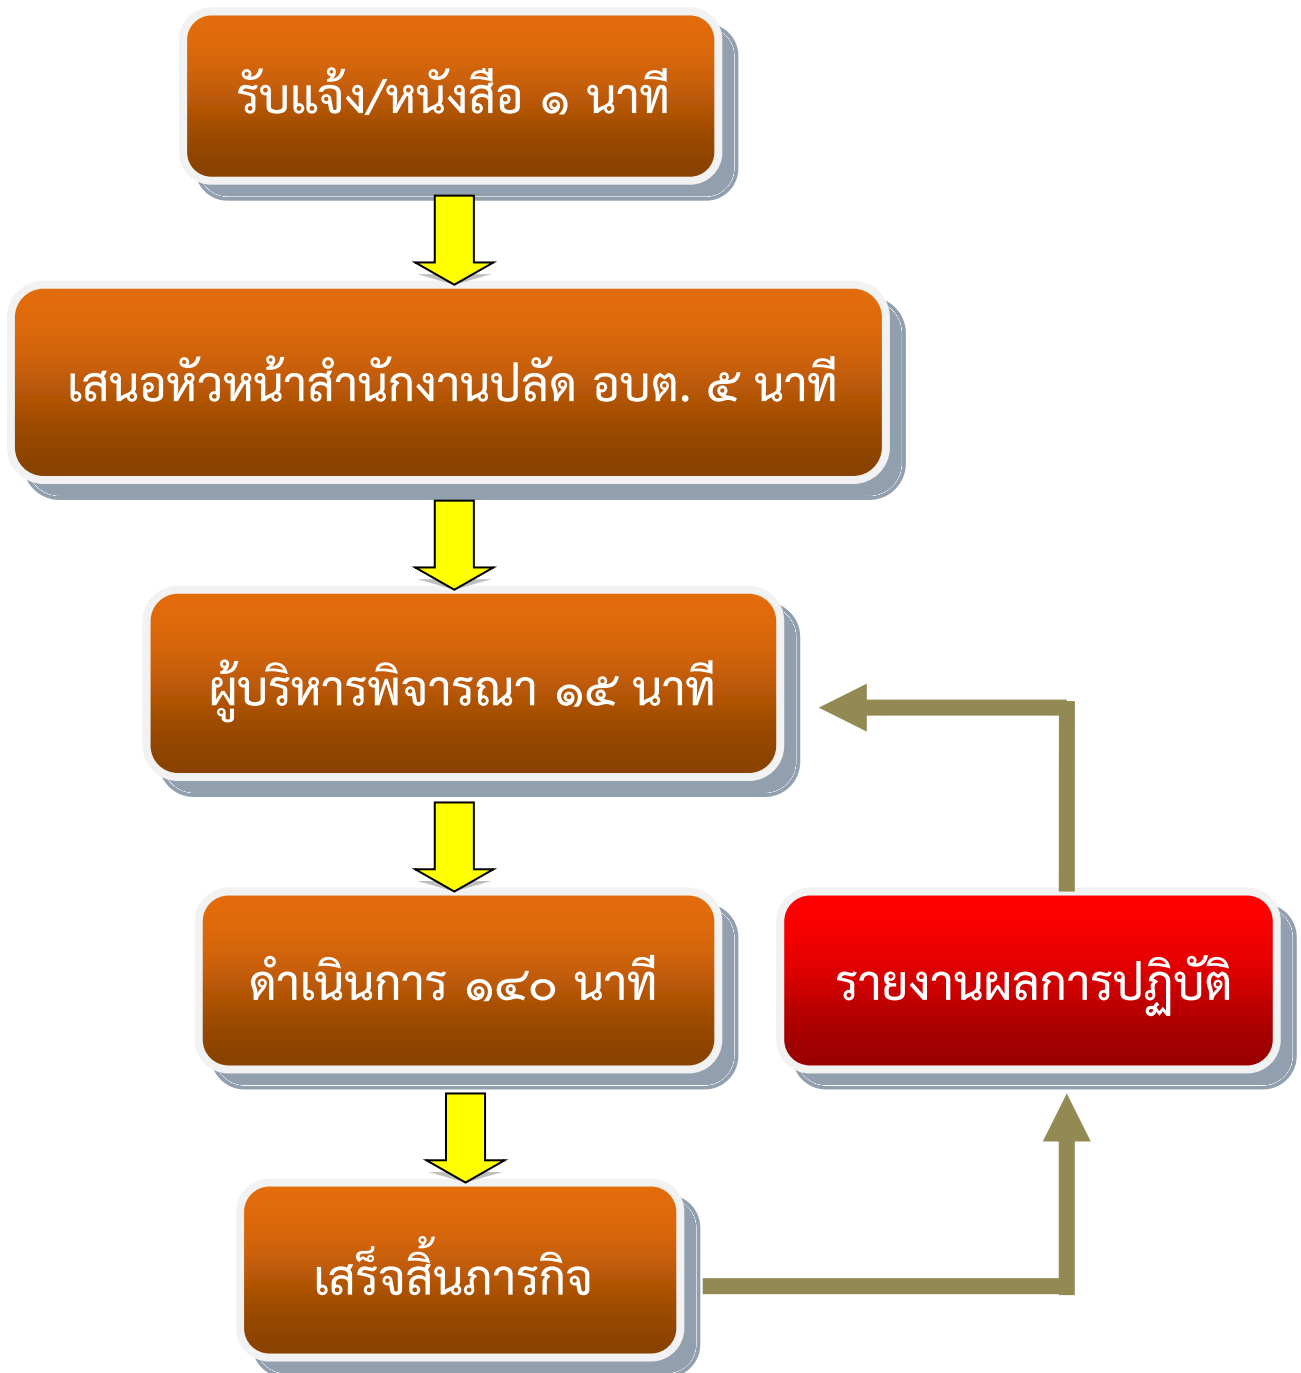 รับแจ้ง/หนังสือ ๑ นาที
เสนอหัวหน้าสำนักงานปลัด อบต. ๕ นาที
ผู้บริหารพิจารณา ๑๕ นาที
ดำเนินการ ๑๔๐ นาที
รายงานผลการปฏิบัติ
เสร็จสิ้นภารกิจ